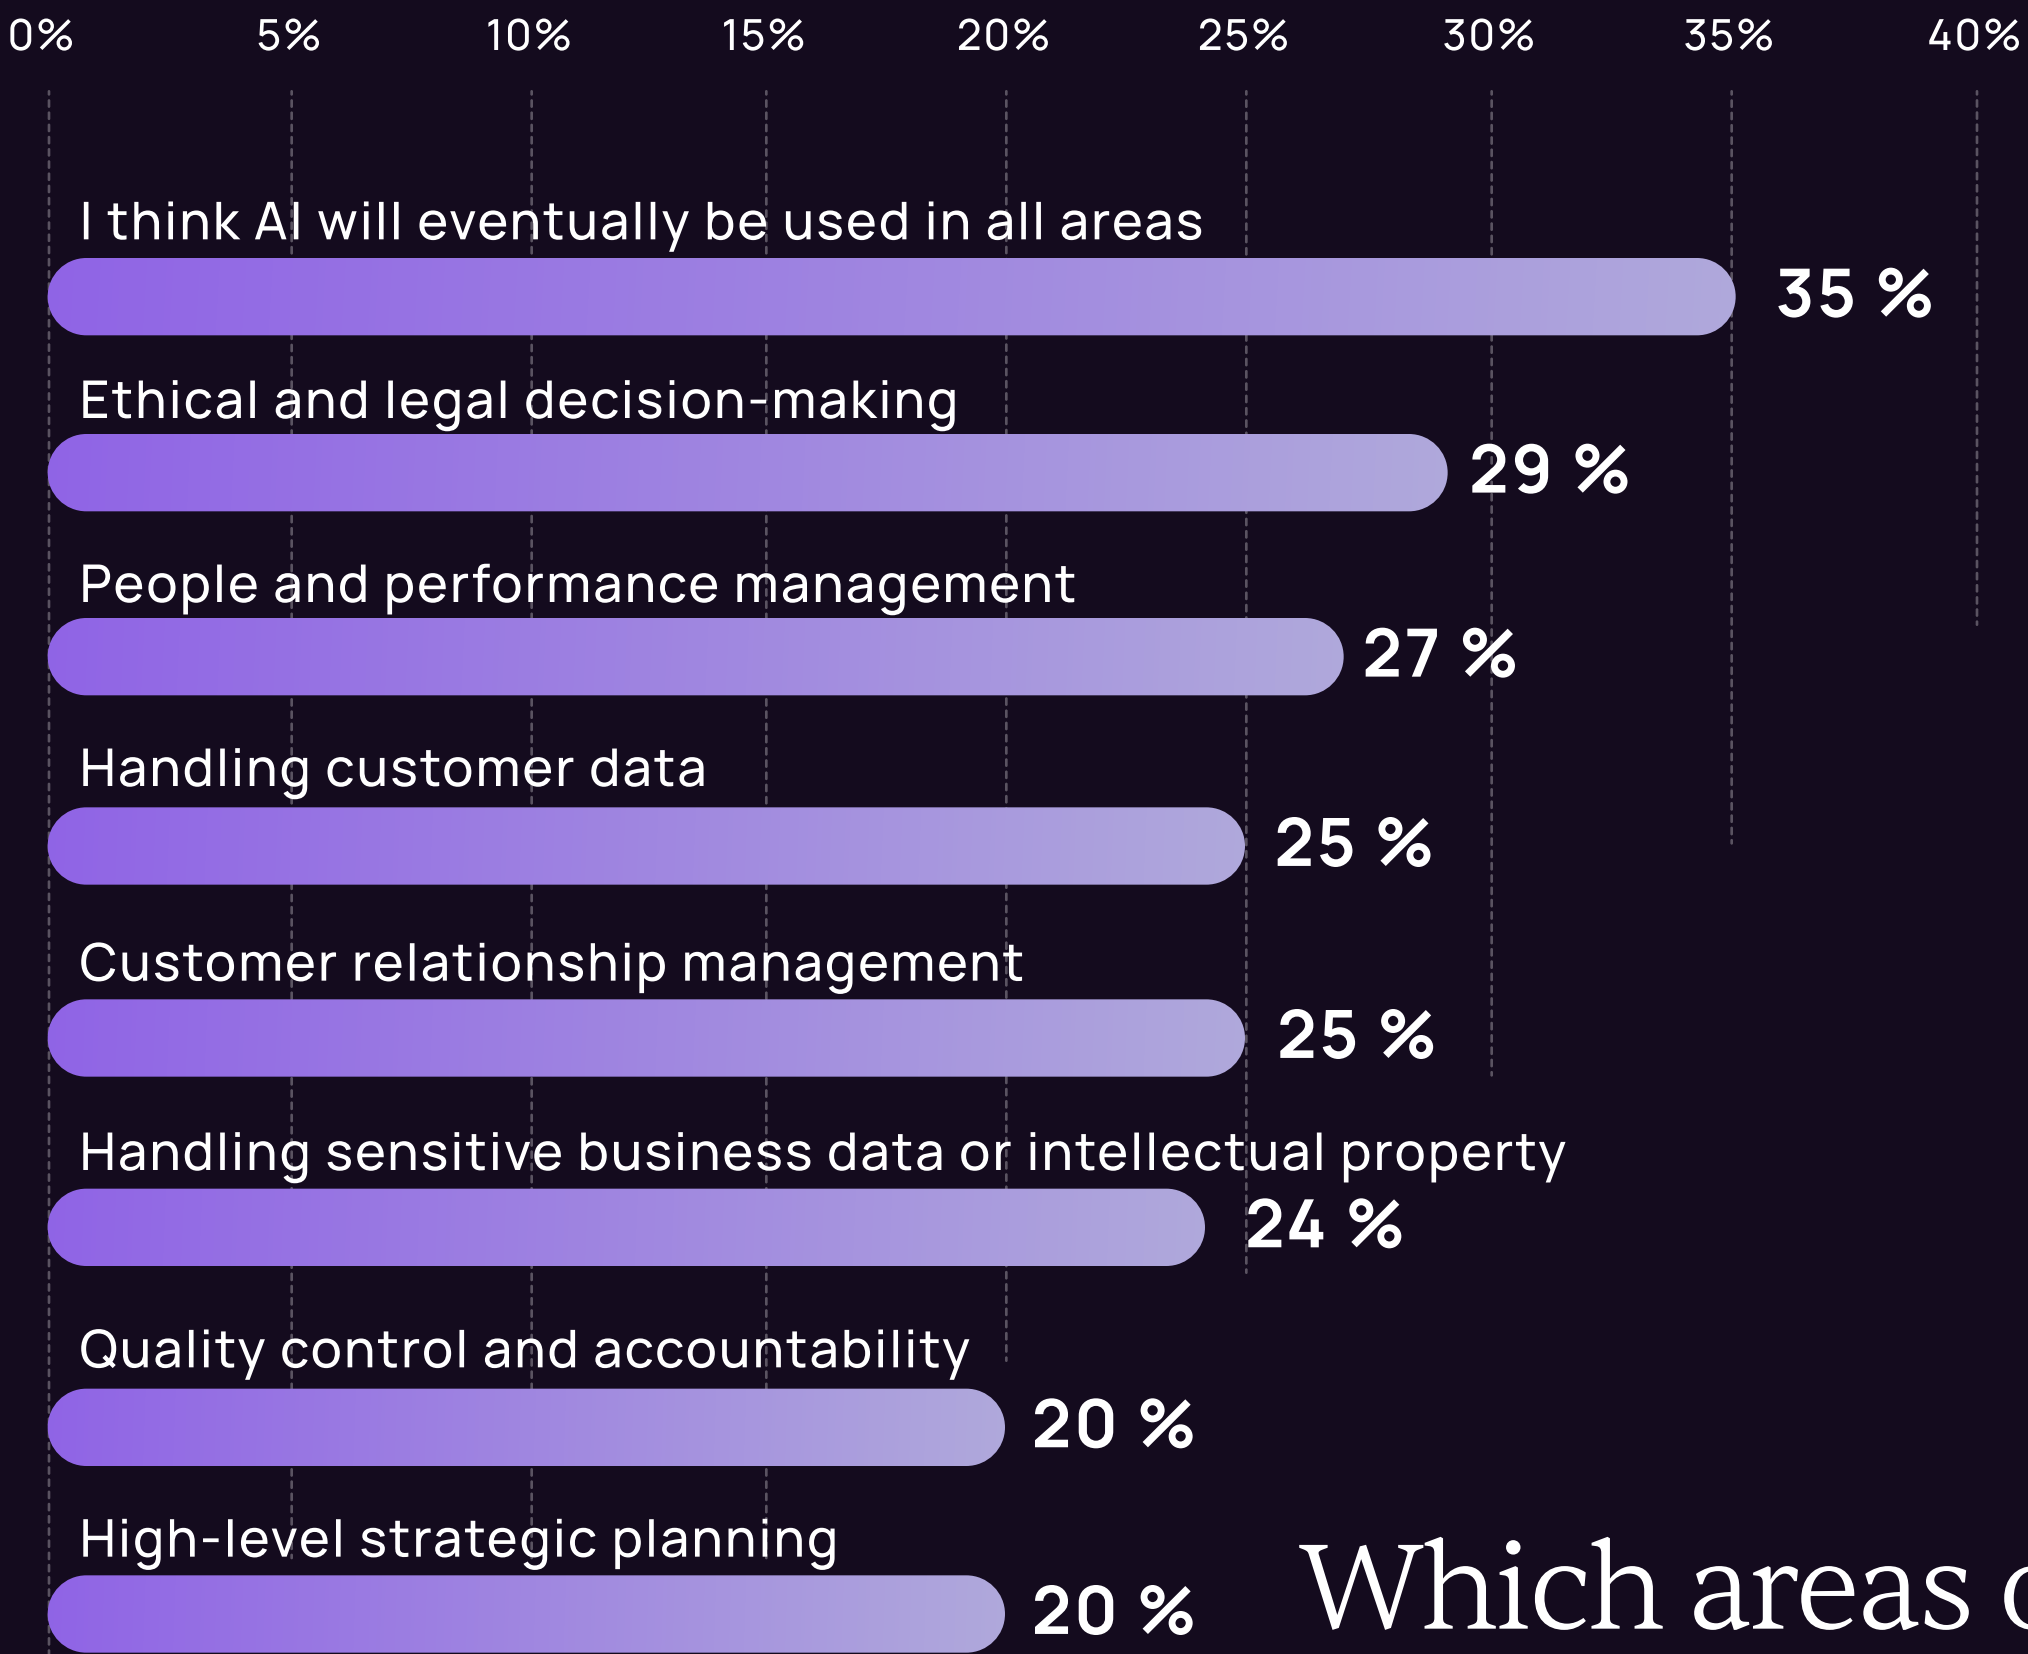 0% 5% 10% 15% 20% 25% 30% 35% 40%
I think AI will eventually be used in all areas
35 %
Ethical and legal decision-making
29 %
People and performance management
27 %
Handling customer data
25 %
Customer relationship management
25 %
Handling sensitive business data or intellectual property
24 %
Quality control and accountability
20 %
High-level strategic planning
20 %
Which areas